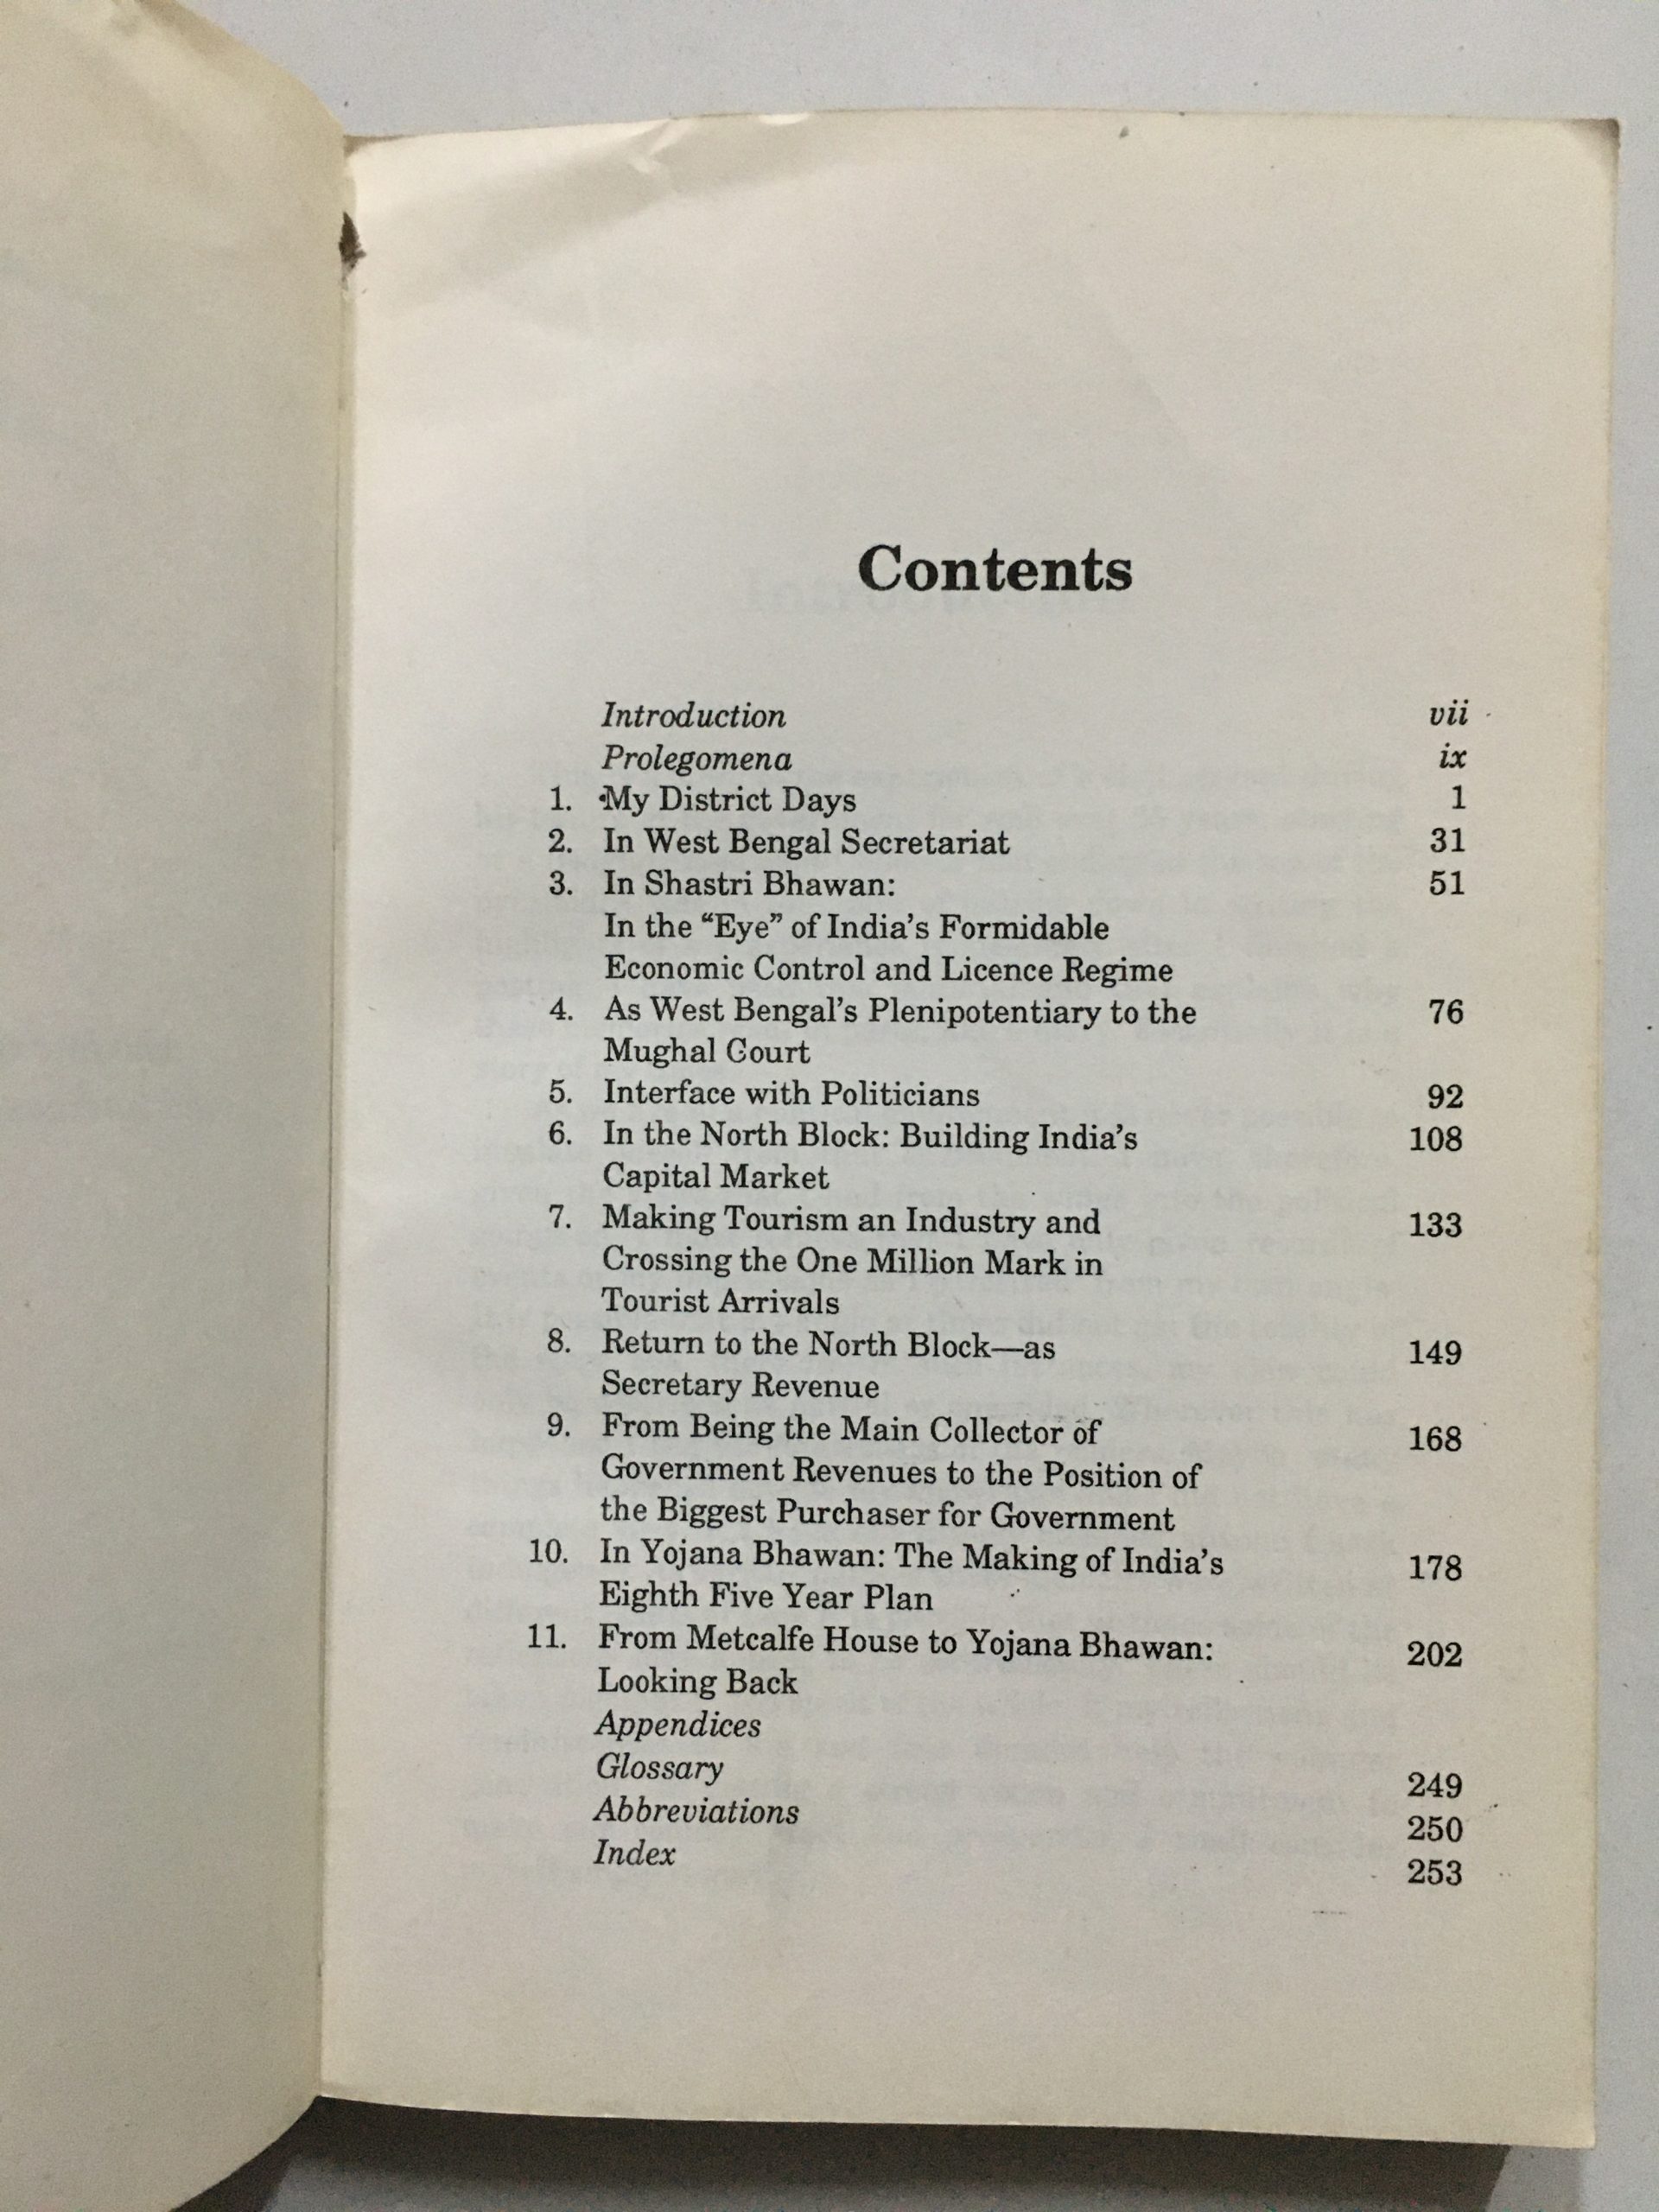 Contents
Introduction vii
Prolegomena ix
1. My District Days 1
2. In West Bengal Secretariat 31
3. In Shastri Bhawan: 51
In the “Eye” of India’s Formidable
Economic Control and Licence Regime
4. As West Bengal’s Plenipotentiary to the 76
Mughal Court
5. Interface with Politicians 92
6. In the North Block: Building India’s 108
Capital Market
7. Making Tourism an Industry and 133
Crossing the One Million Mark in
Tourist Arrivals
8. Return to the North Block—as 149
Secretary Revenue
9. From Being the Main Collector of 168
Government Revenues to the Position of
the Biggest Purchaser for Government
10. In Yojana Bhawan: The Making of India’s 178
Eighth Five Year Plan
11. From Metcalfe House to Yojana Bhawan: 202
Looking Back
Appendices
Glossary 249
Abbreviations 250
Index 253